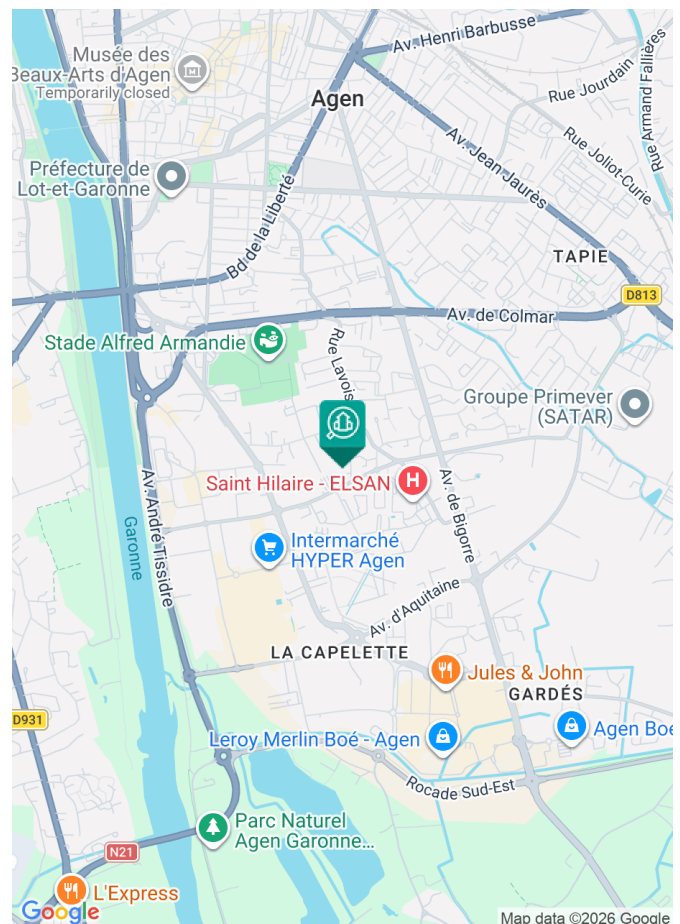 Av. Henri Barbusse
Musée des
Beaux-Arts d'Agen
Temporarily closed
Rue Jourdain
Rue Armand Fallières
Agen
Av. Jean Jaurès
Rue Joliot-Curie
Préfecture de
Lot-et-Garonne
Bd de la Liberté
TAPIE
D813
Av. de Colmar
Stade Alfred Armandie
Rue Lavois
Groupe Primever
(SATAR)
Saint Hilaire - ELSAN
H
Av. de Bigorre
Av. André Tissidre
Garonne
Intermarché
HYPER Agen
Av. d'Aquitaine
LA CAPELETTE
Jules & John
GARDÉS
D931
Leroy Merlin Boé - Agen
Agen Boé
Rocade Sud-Est
Parc Naturel
Agen Garonne...
N21
L'Express
Google
Map data ©2026 Google